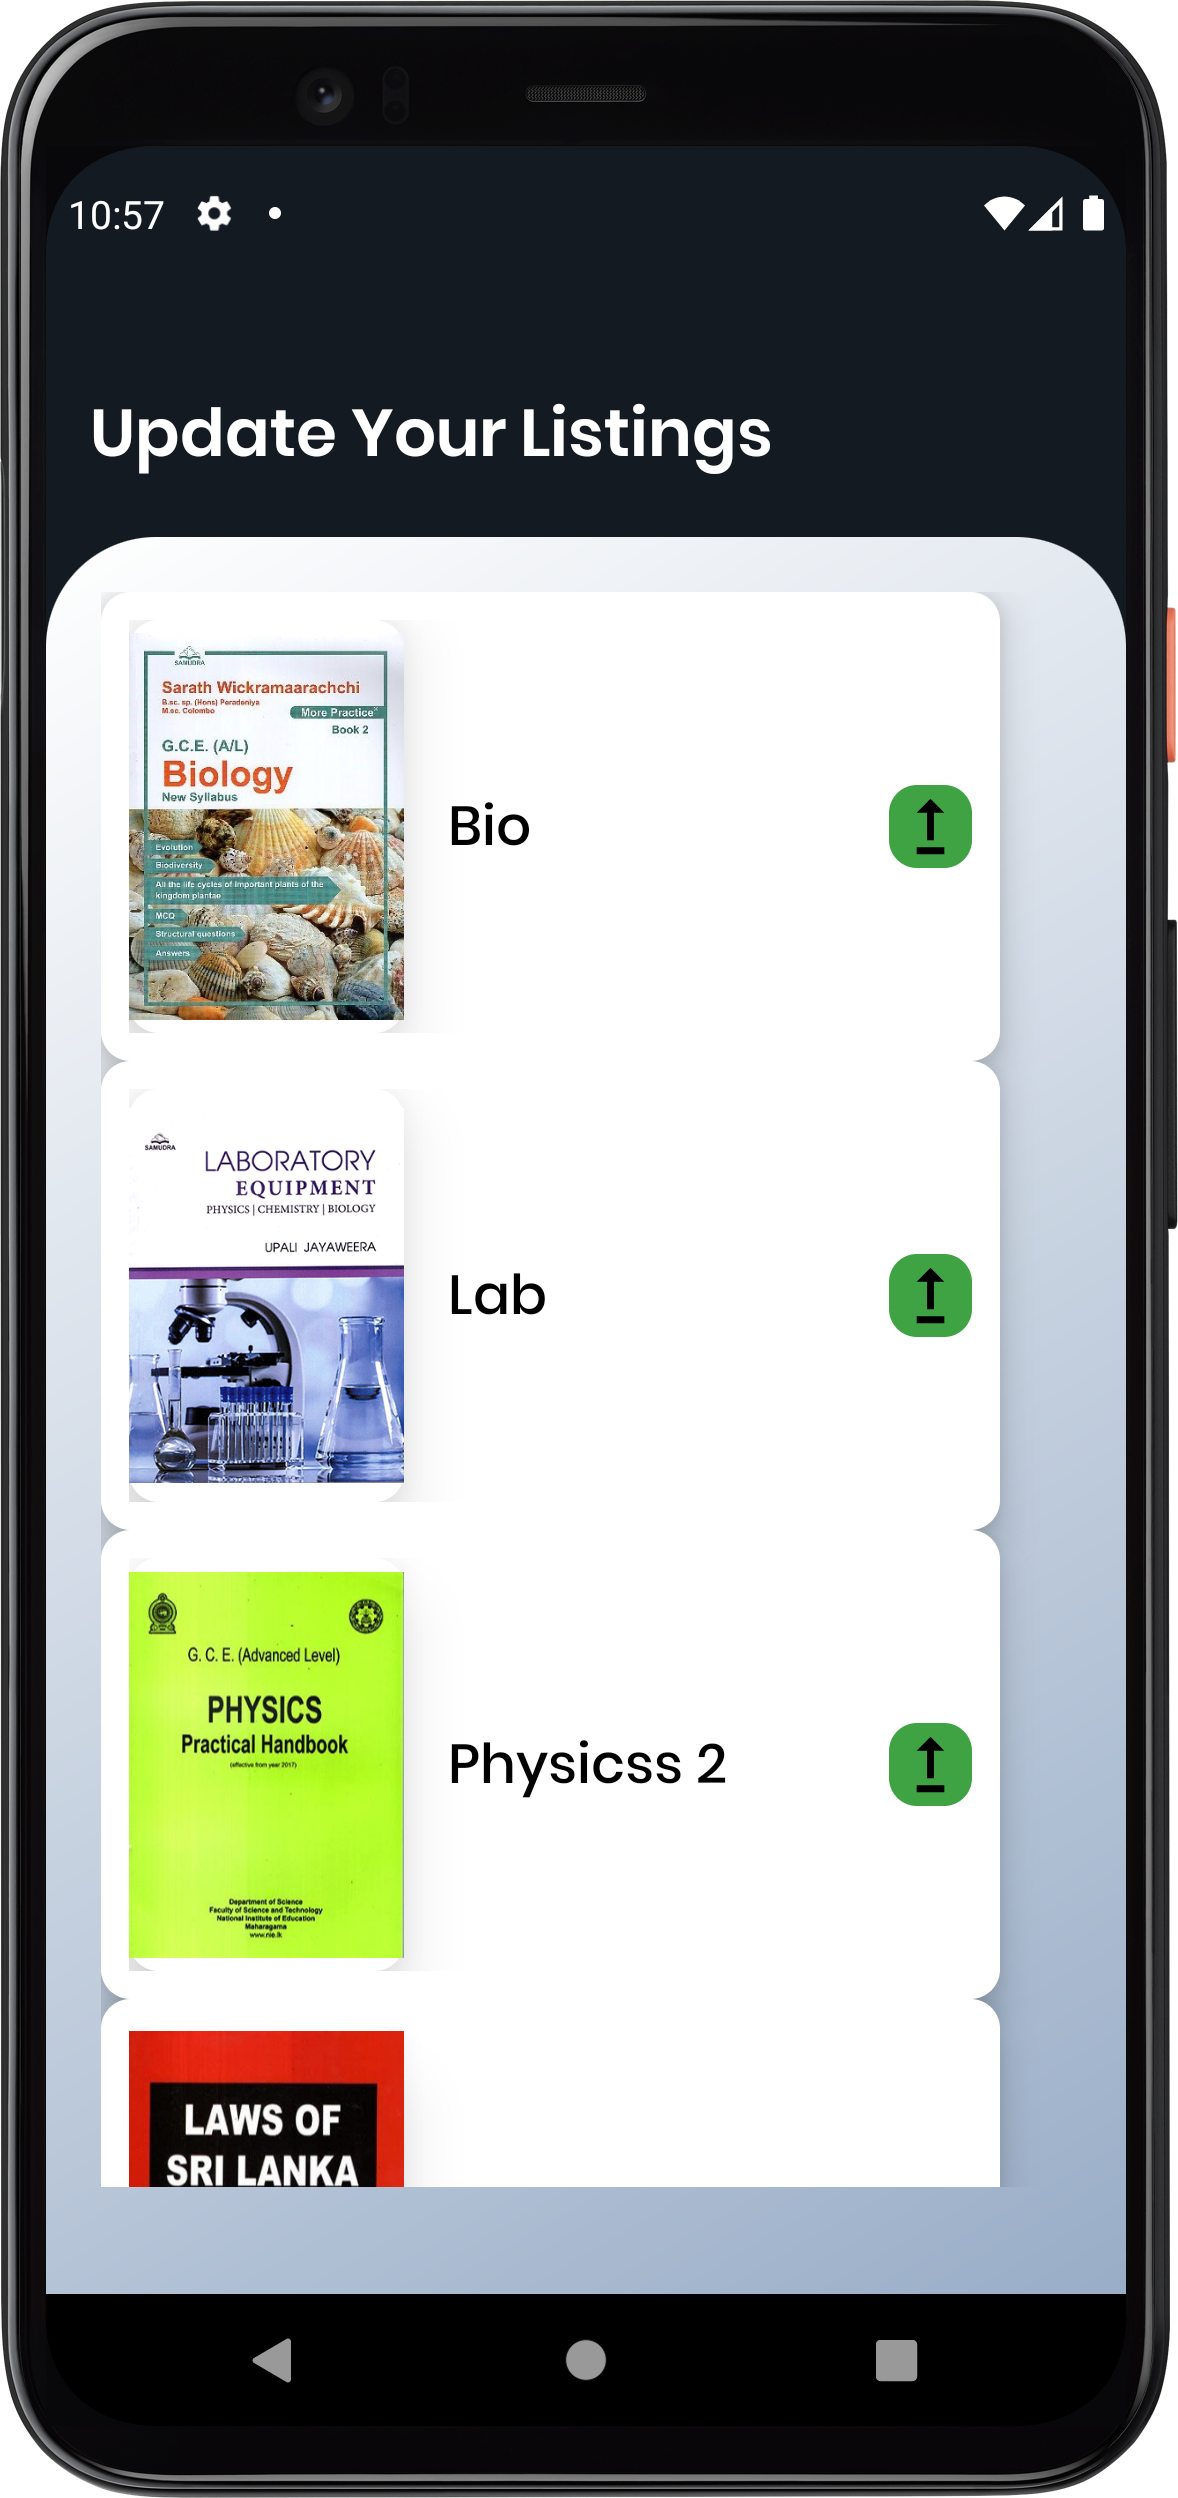 10:57
Update Your Listings
SAMUDRA
Sarath Wickramaarachchi
B.sc. sp. (Hons) Peradeniya
M.sc. Colombo
More Practice
Book 2
G.C.E. (A/L)
Biology
New Syllabus
Evolution
Biodiversity
All the life cycles of important plants of the
kingdom plantae
MCQ
Structural questions
Answers
Bio
SAMUDRA
LABORATORY
EQUIPMENT
PHYSICS | CHEMISTRY | BIOLOGY
UPALI JAYAWEERA
Lab
G. C. E. (Advanced Level)
PHYSICS
Practical Handbook
(effective from year 2017)
Department of Science
Faculty of Science and Technology
National Institute of Education
Maharagama
www.nie.lk
Physicss 2
LAWS OF
SRI LANKA